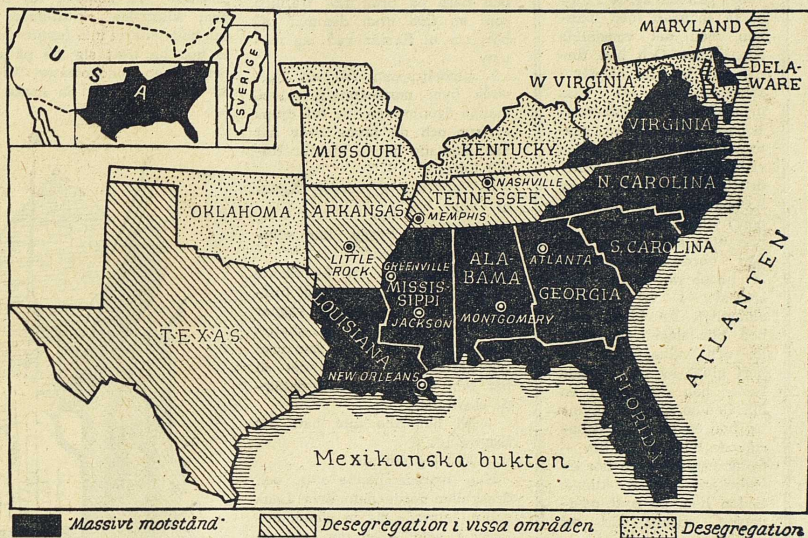 U S A
SVERIGE
MARYLAND
DELA-
WARE
W VIRGINIA
VIRGINIA
MISSOURI
KENTUCKY
N. CAROLINA
NASHVILLE
TENNESSEE
MEMPHIS
OKLAHOMA
ARKANSAS
LITTLE
ROCK
S. CAROLINA
GREENVILLE
MISSIS-
SIPPI
JACKSON
ALA-
BAMA
MONTGOMERY
ATLANTA
GEORGIA
TEXAS
LOUISIANA
NEW ORLEANS
FLORIDA
ATLANTEN
Mexikanska bukten
"Massivt motstånd"
Desegregation i vissa områden
Desegregation